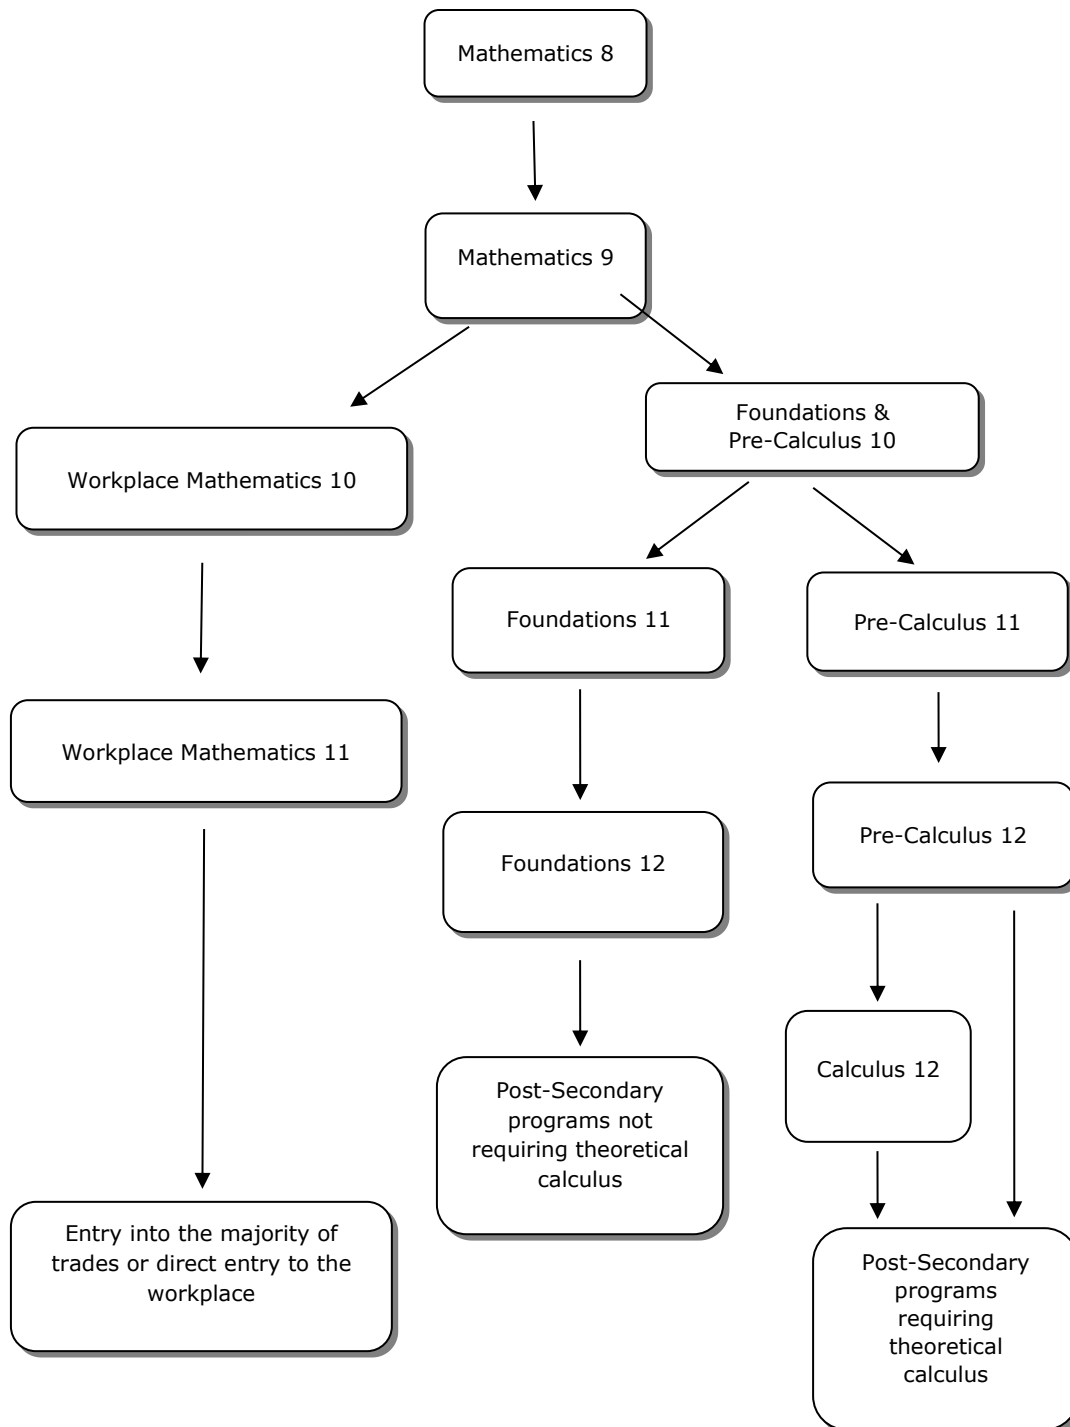 Mathematics 8
Mathematics 9
Foundations &
Pre-Calculus 10
Workplace Mathematics 10
Foundations 11
Pre-Calculus 11
Workplace Mathematics 11
Foundations 12
Pre-Calculus 12
Calculus 12
Post-Secondary
programs not
requiring theoretical
calculus
Entry into the majority of
trades or direct entry to the
workplace
Post-Secondary
programs
requiring
theoretical
calculus